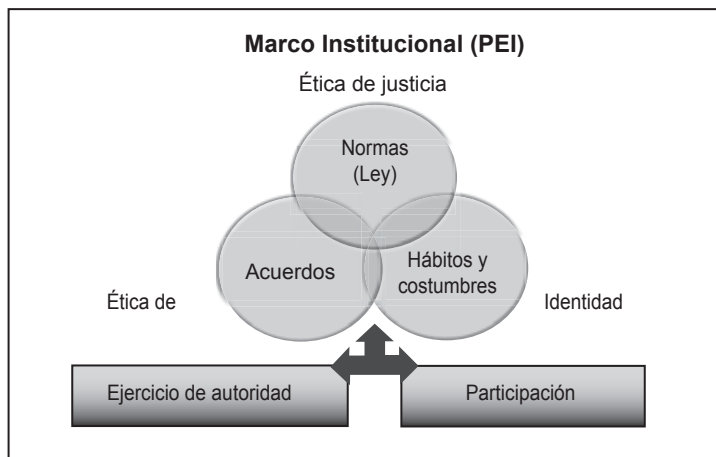 Marco Institucional (PEI)
Ética de justicia
Normas
(Ley)
Acuerdos
Hábitos y
costumbres
Ética de
Identidad
Ejercicio de autoridad
Participación